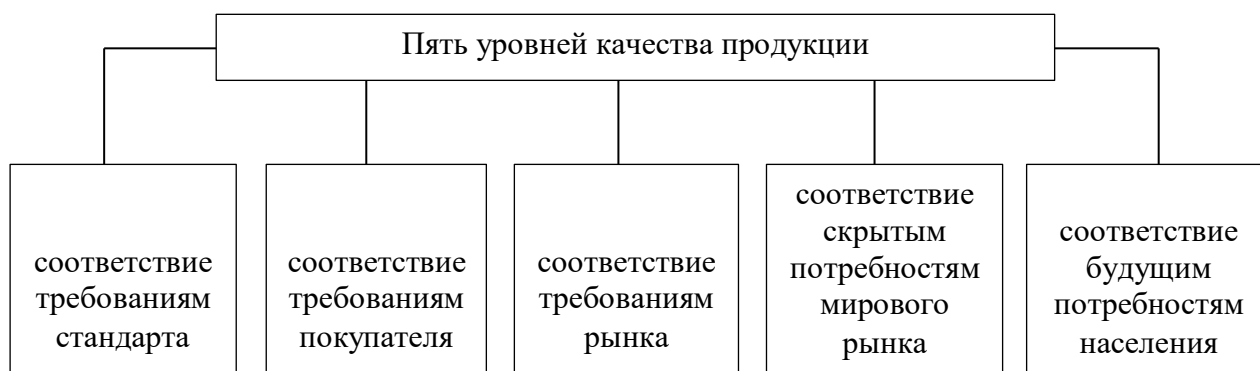 Пять уровней качества продукции
соответствие
требованиям
стандарта
соответствие
требованиям
покупателя
соответствие
требованиям
рынка
соответствие
скрытым
потребностям
мирового
рынка
соответствие
будущим
потребностям
населения